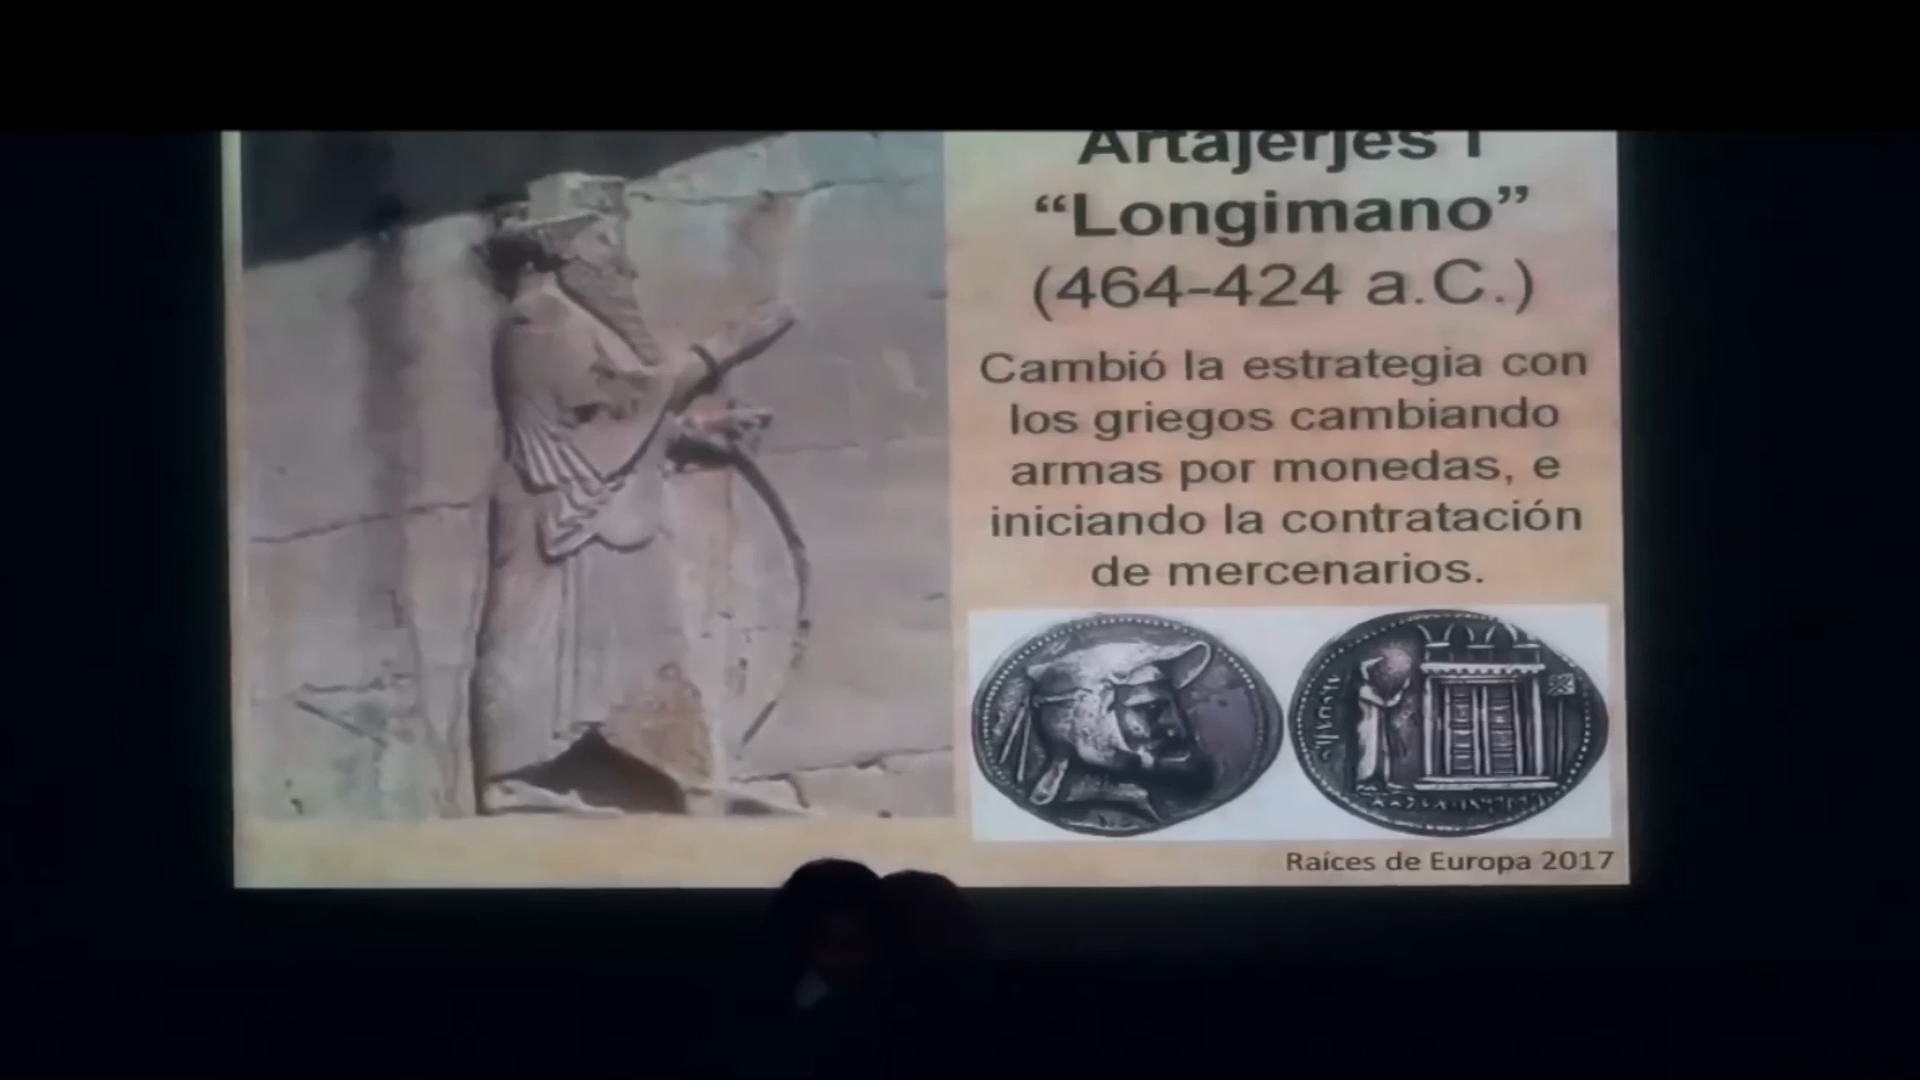 Artajerjes I
“Longimano”
(464-424 a.C.)
Cambió la estrategia con
los griegos cambiando
armas por monedas, e
iniciando la contratación
de mercenarios.
Raíces de Europa 2017